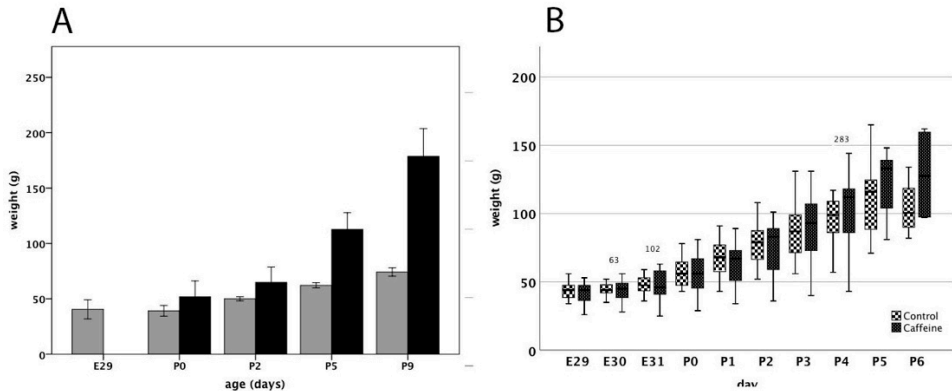 A
weight (g)
250
200
150
100
50
0
E29 P0 P2 P5 P9
age (days)
B
weight (g)
200
150
100
50
0
63
102
283
Control
Caffeine
E29 E30 E31 P0 P1 P2 P3 P4 P5 P6
day